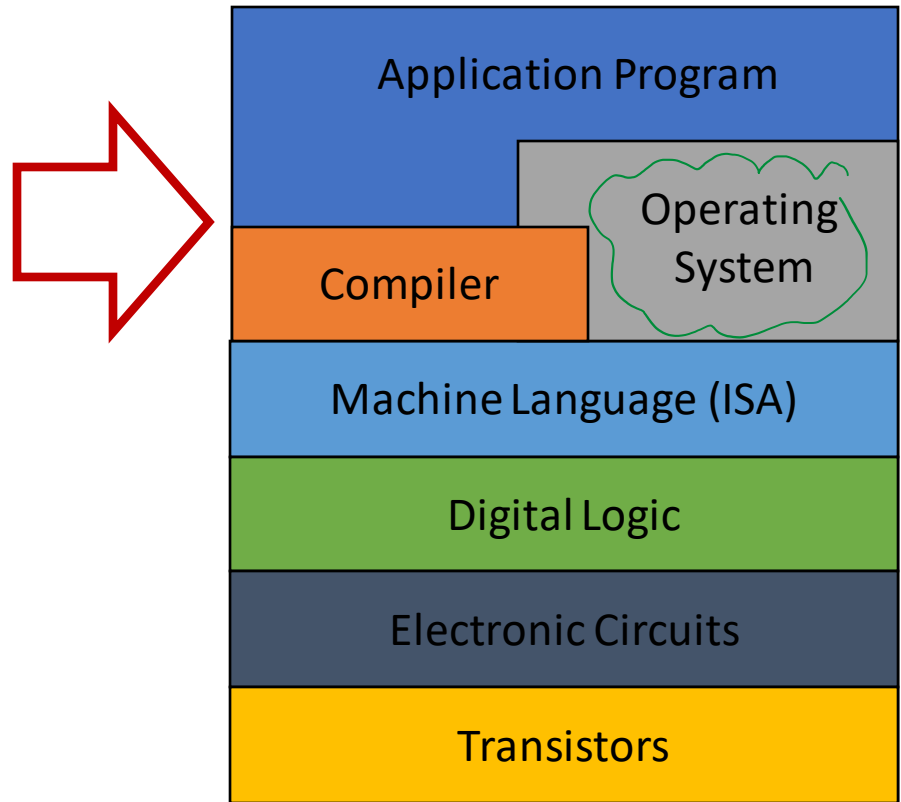 Application Program
Operating
System
Compiler
Machine Language (ISA)
Digital Logic
Electronic Circuits
Transistors